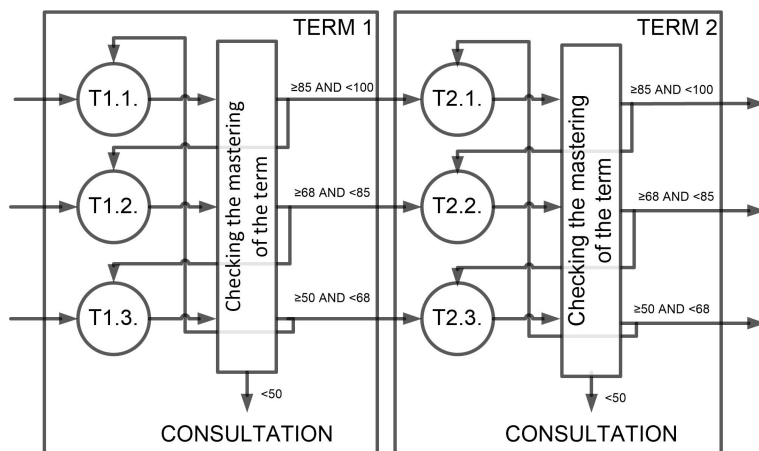 TERM 1
TERM 2
T1.1.
≥85 AND <100
T2.1.
≥85 AND <100
T1.2.
Checking the mastering
of the term
≥68 AND <85
T2.2.
Checking the mastering
of the term
≥68 AND <85
T1.3.
≥50 AND <68
T2.3.
≥50 AND <68
<50
<50
CONSULTATION
CONSULTATION